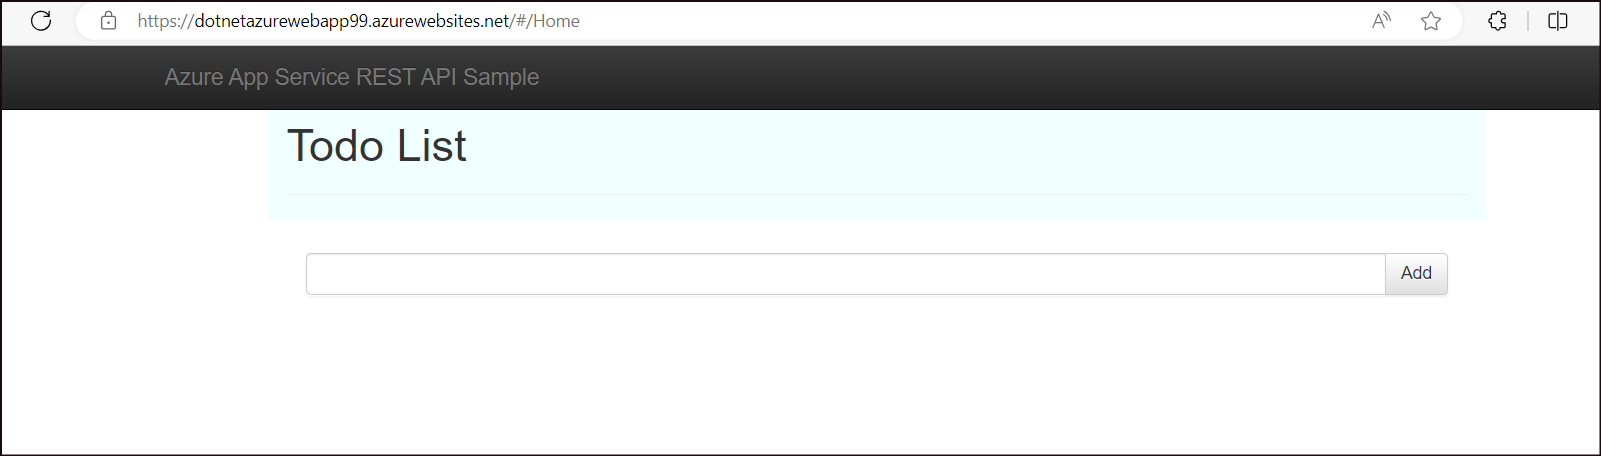 https://dotnetazurewebapp99.azurewebsites.net/#/Home
Azure App Service REST API Sample
Todo List
Add